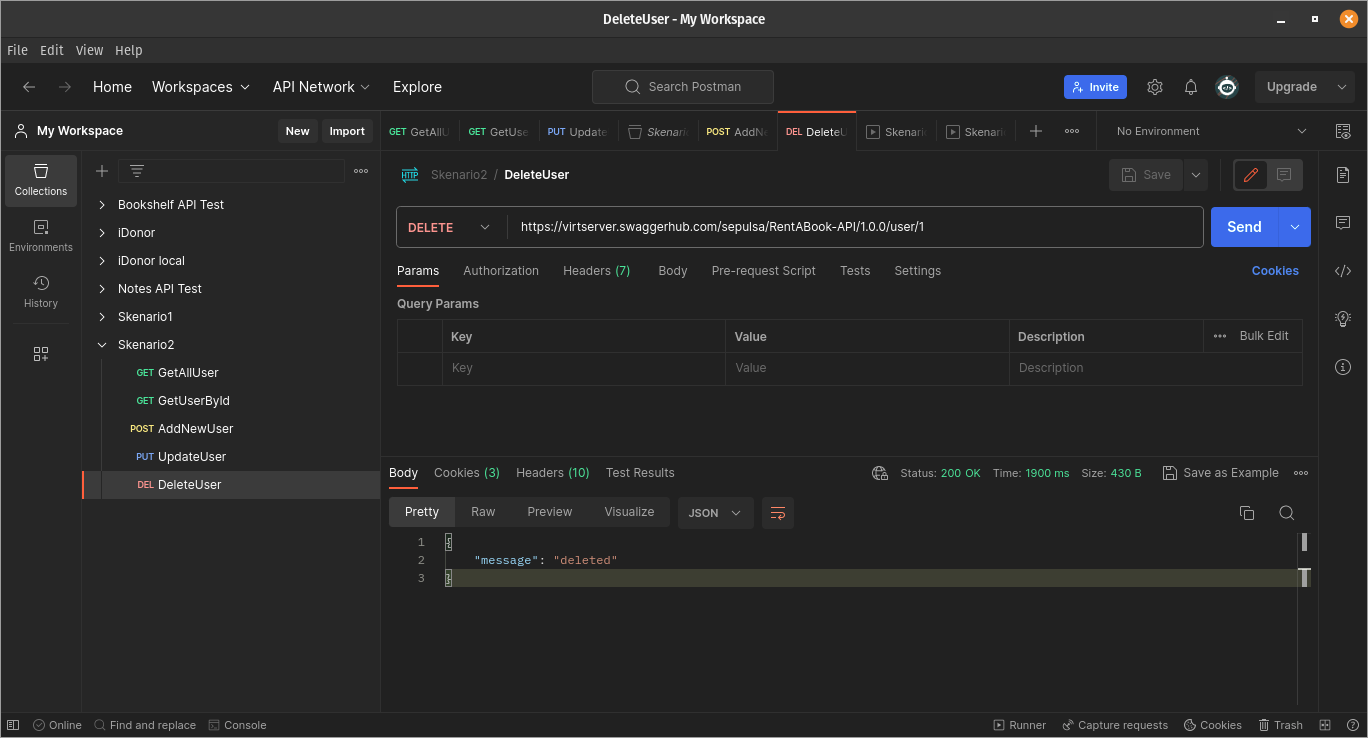 DeleteUser - My Workspace
File Edit View Help
Home Workspaces API Network Explore Search Postman Invite Upgrade
My Workspace New Import
GET GetAllU GET GetUse PUT Update Skenari POST AddN DEL DeleteU Skenari Skenari No Environment
Collections
Environments
History
Bookshelf API Test
iDonor
iDonor local
Notes API Test
Skenario1
Skenario2
GET GetAllUser
GET GetUserById
POST AddNewUser
PUT UpdateUser
DEL DeleteUser
HTTP Skenario2 / DeleteUser Save
DELETE https://virtserver.swaggerhub.com/sepulsa/RentABook-API/1.0.0/user/1 Send
Params Authorization Headers (7) Body Pre-request Script Tests Settings Cookies
Query Params
Key Value Description Bulk Edit
Key Value Description
Body Cookies (3) Headers (10) Test Results Status: 200 OK Time: 1900 ms Size: 430 B Save as Example
Pretty Raw Preview Visualize JSON
1 {
2 "message": "deleted"
3 }
Online Find and replace Console Runner Capture requests Cookies Trash